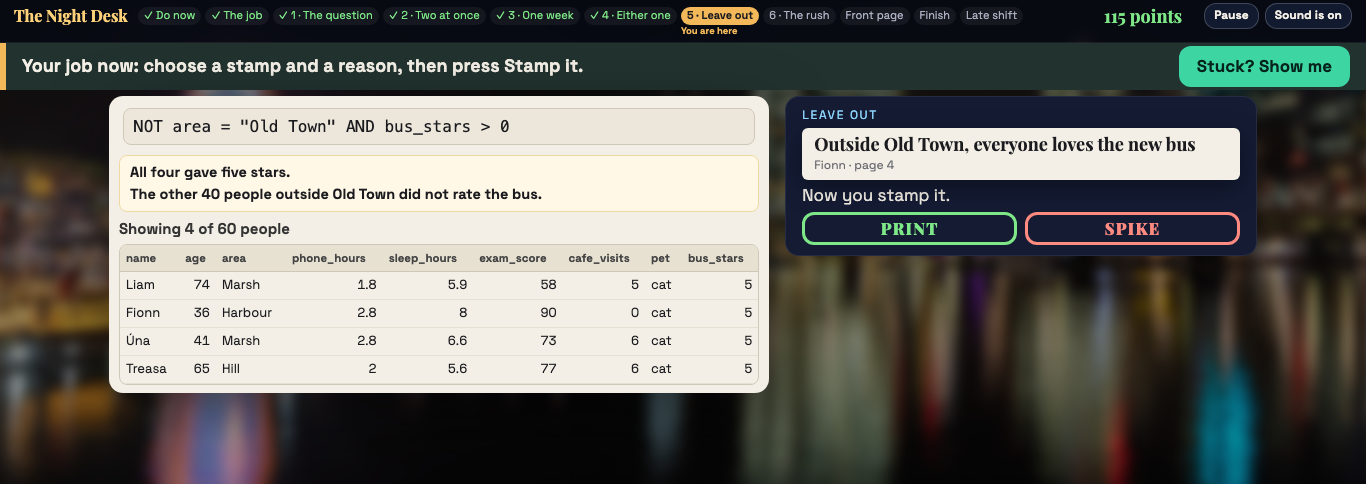 The Night Desk
✓ Do now
✓ The job
✓ 1 · The question
✓ 2 · Two at once
✓ 3 · One week
✓ 4 · Either one
5 · Leave out
6 · The rush
Front page
Finish
Late shift
You are here
115 points
Pause
Sound is on
Your job now: choose a stamp and a reason, then press Stamp it.
Stuck? Show me
NOT area = "Old Town" AND bus_stars > 0
All four gave five stars.
The other 40 people outside Old Town did not rate the bus.
Showing 4 of 60 people
name age area phone_hours sleep_hours exam_score cafe_visits pet bus_stars
Liam 74 Marsh 1.8 5.9 58 5 cat 5
Fionn 36 Harbour 2.8 8 90 0 cat 5
Úna 41 Marsh 2.8 6.6 73 6 cat 5
Treasa 65 Hill 2 5.6 77 6 cat 5
LEAVE OUT
Outside Old Town, everyone loves the new bus
Fionn · page 4
Now you stamp it.
PRINT
SPIKE